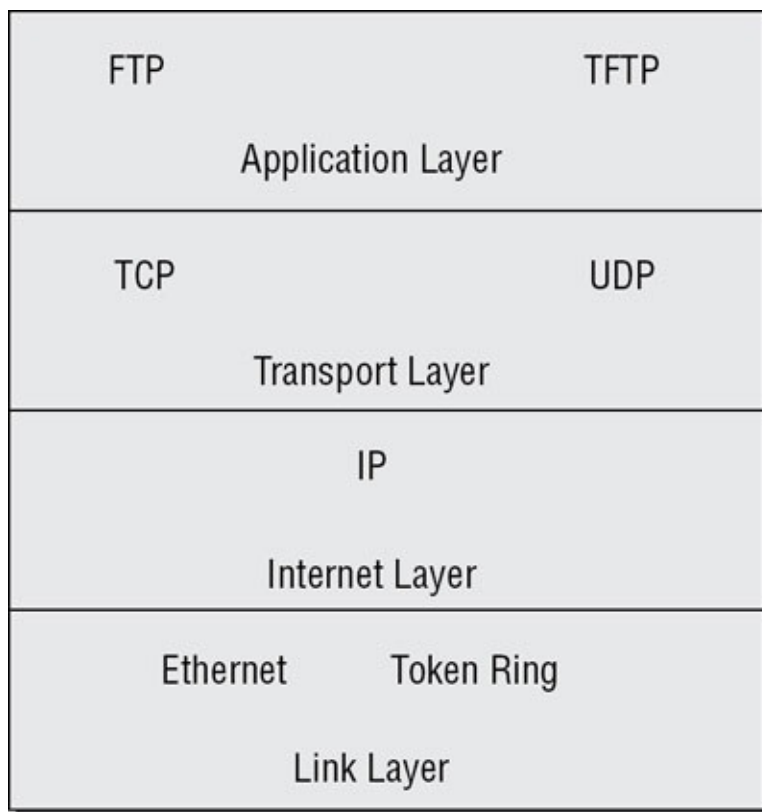 FTP TFTP
Application Layer
TCP UDP
Transport Layer
IP
Internet Layer
Ethernet Token Ring
Link Layer